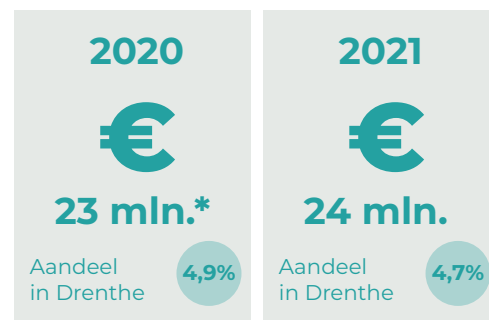 2020
€
23 mln.*
Aandeel
in Drenthe
4,9%
2021
€
24 mln.
Aandeel
in Drenthe
4,7%